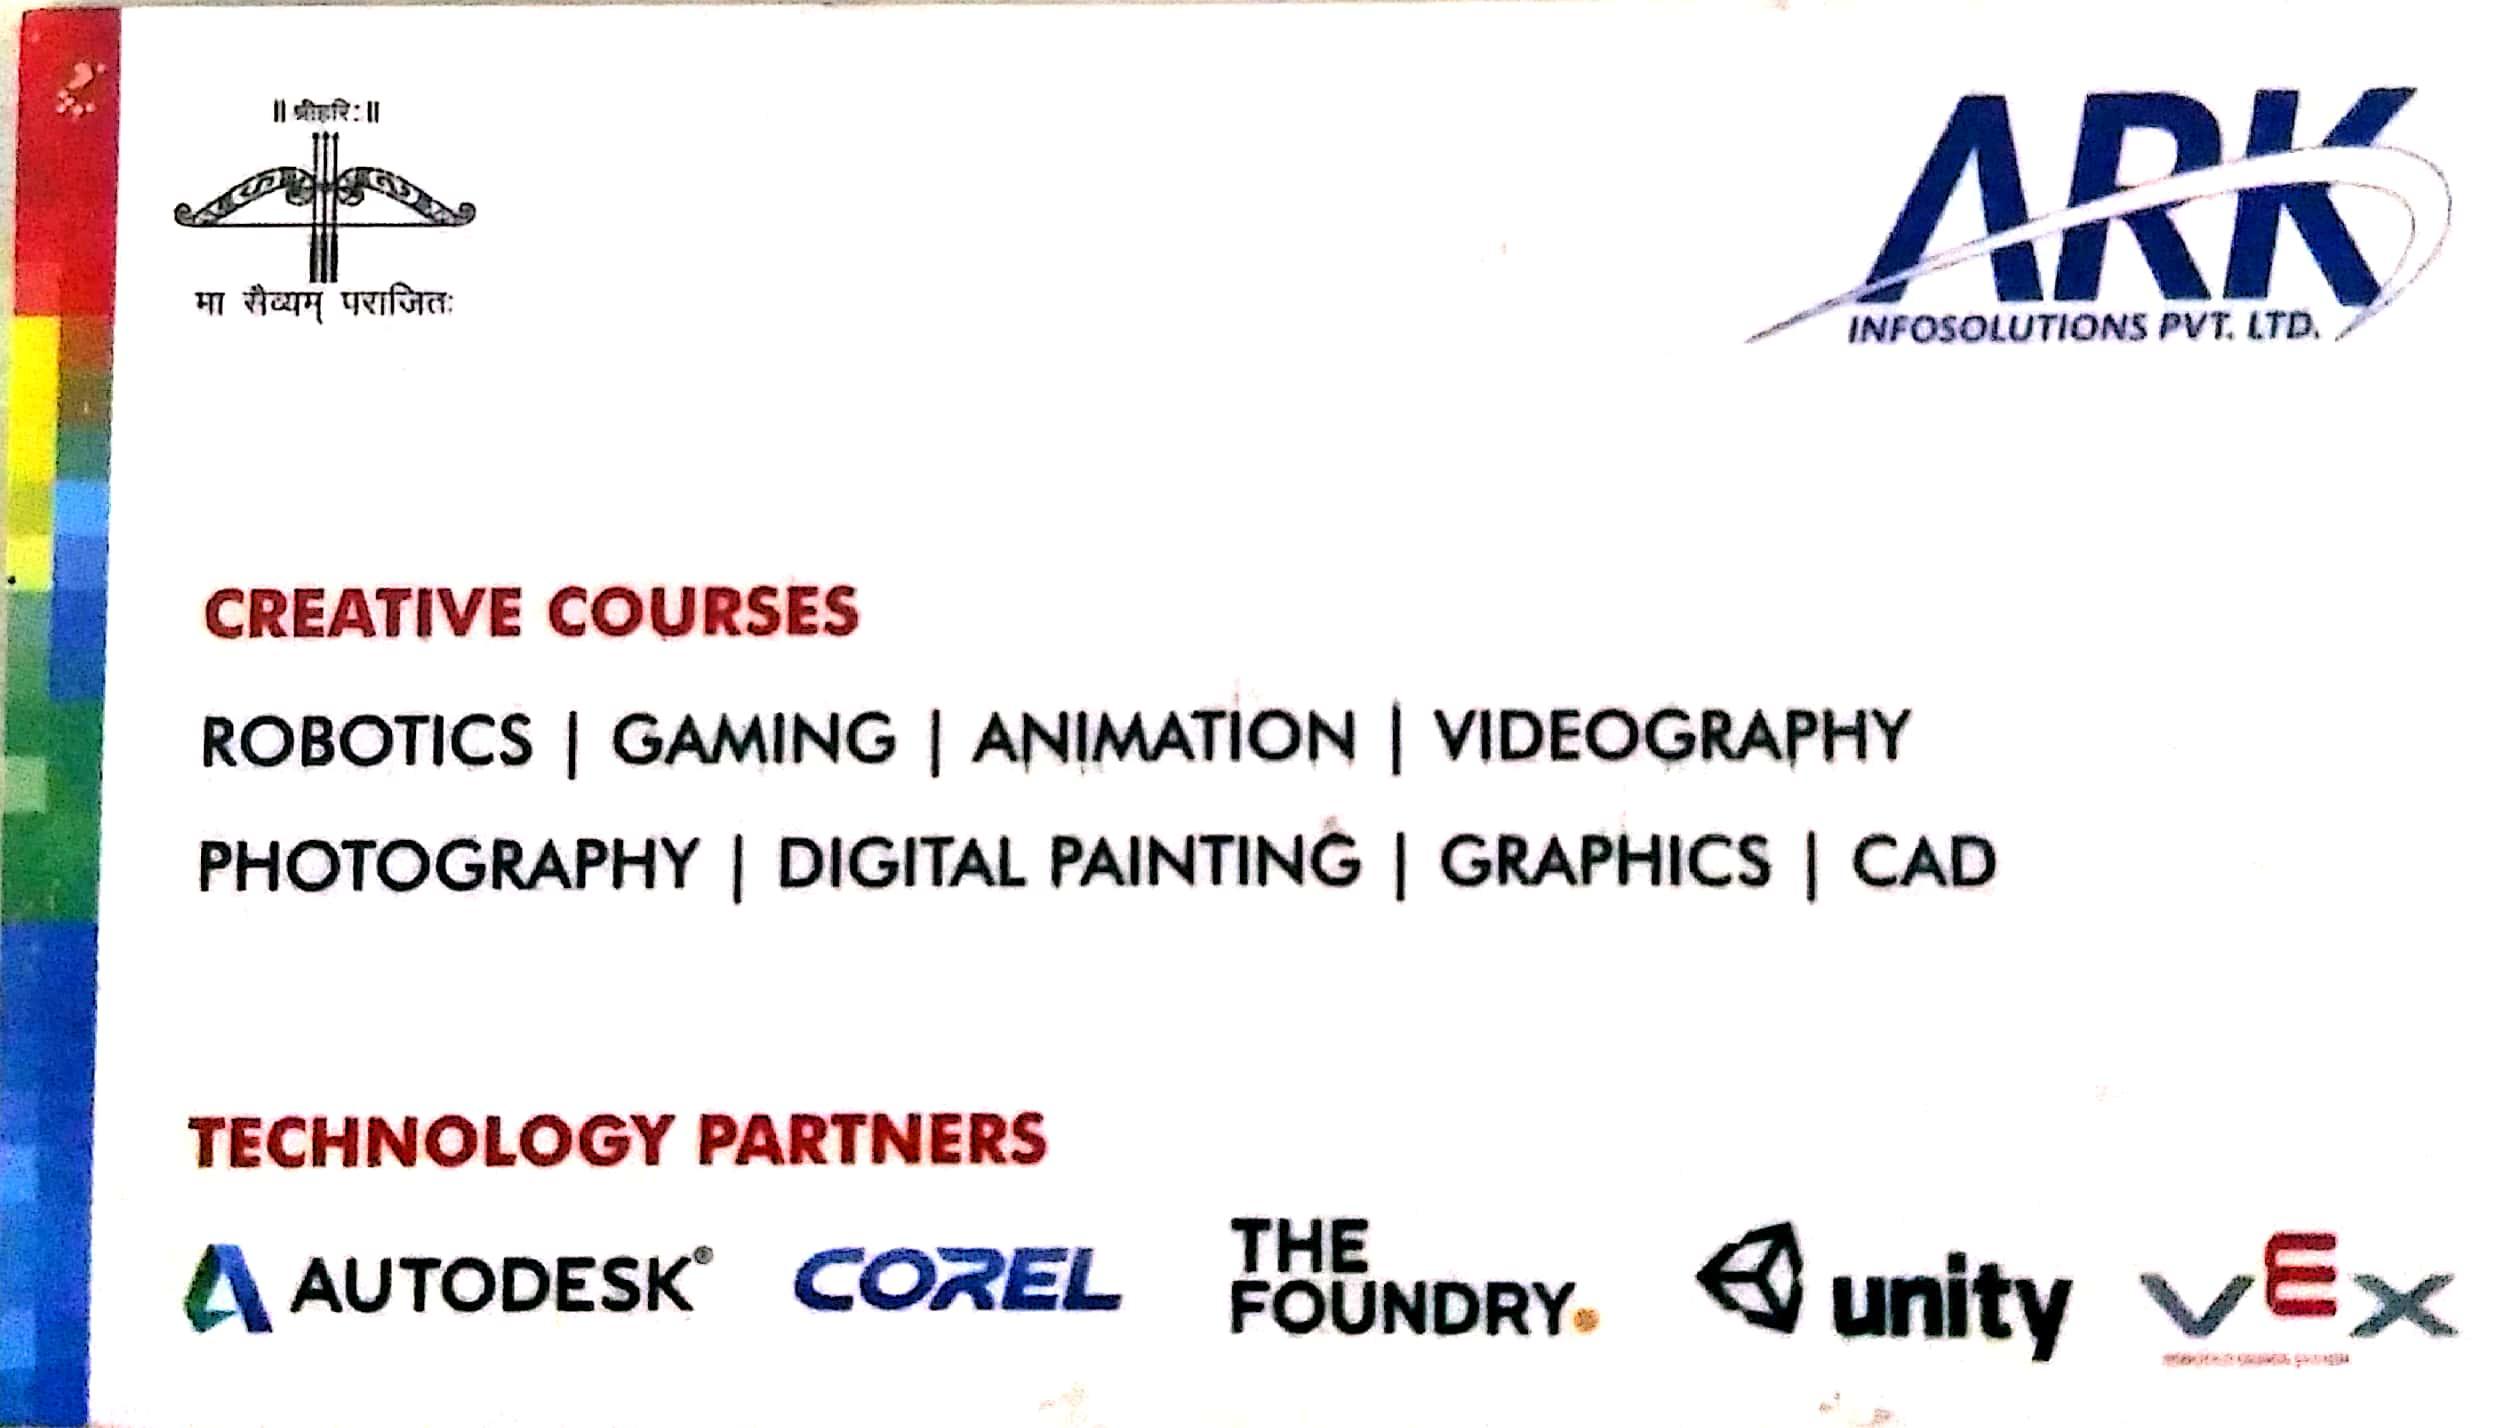 ॥ श्रीहरि: ॥
मा सैव्यम् पराजितः
ARK
INFOSOLUTIONS PVT. LTD.
CREATIVE COURSES
ROBOTICS | GAMING | ANIMATION | VIDEOGRAPHY
PHOTOGRAPHY | DIGITAL PAINTING | GRAPHICS | CAD
TECHNOLOGY PARTNERS
AUTODESK®
COREL
THE
FOUNDRY.
unity
VEX